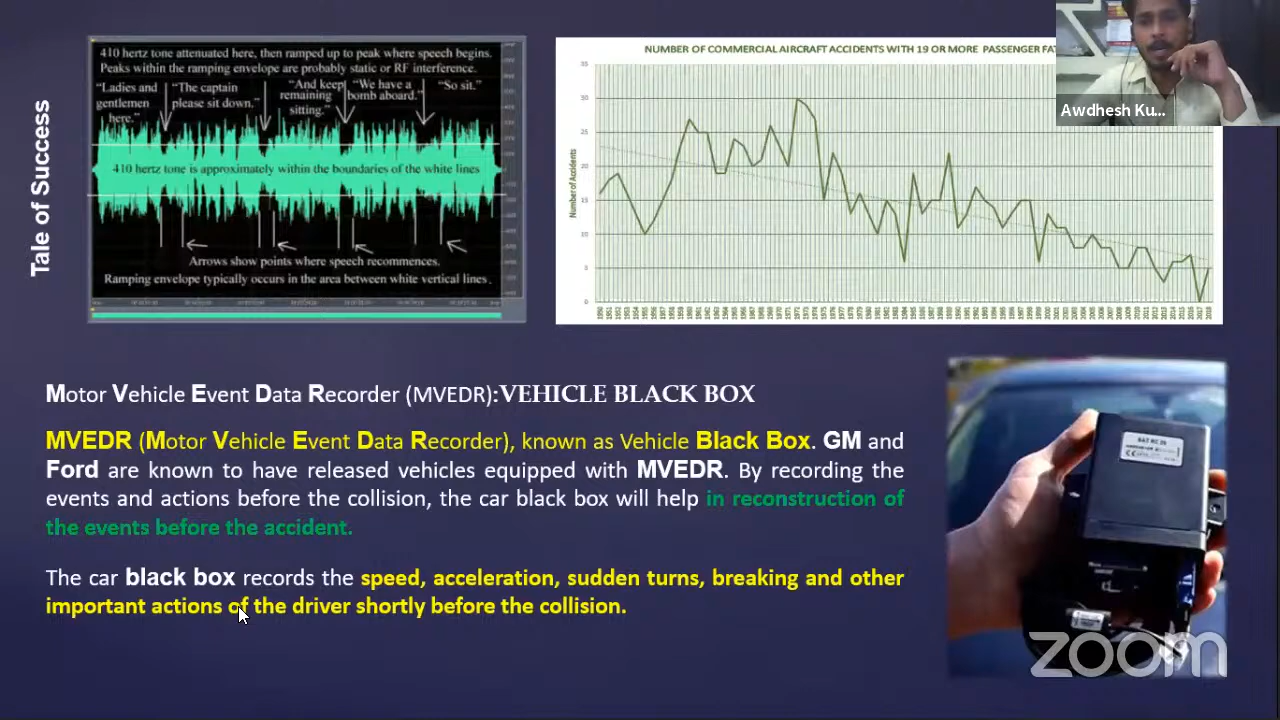 Tale of Success
410 hertz tone attenuated here, then ramped up to peak where speech begins.
Peaks within the ramping envelope are probably static or RF interference.
"Ladies and gentlemen here."
"The captain please sit down."
"And keep remaining sitting."
"We have a bomb aboard."
"So sit."
410 hertz tone is approximately within the boundaries of the white lines
Arrows show points where speech recommences.
Ramping envelope typically occurs in the area between white vertical lines.
NUMBER OF COMMERCIAL AIRCRAFT ACCIDENTS WITH 19 OR MORE PASSENGER FAT
Number of Accidents
35
30
25
20
15
10
5
0
Awdhesh Ku...
Motor Vehicle Event Data Recorder (MVEDR):VEHICLE BLACK BOX
MVEDR (Motor Vehicle Event Data Recorder), known as Vehicle Black Box. GM and
Ford are known to have released vehicles equipped with MVEDR. By recording the
events and actions before the collision, the car black box will help in reconstruction of
the events before the accident.
The car black box records the speed, acceleration, sudden turns, breaking and other
important actions of the driver shortly before the collision.
zoom